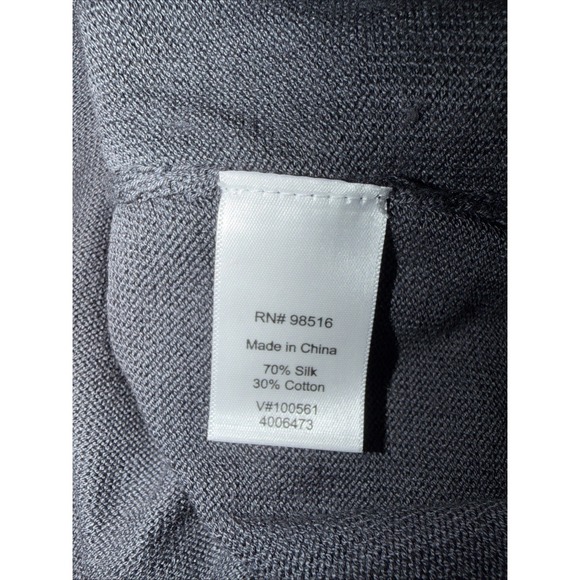 RN# 98516
Made in China
70% Silk
30% Cotton
V#100561
4006473